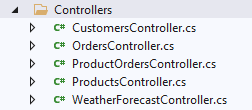 Controllers
C# CustomersController.cs
C# OrdersController.cs
C# ProductOrdersController.cs
C# ProductsController.cs
C# WeatherForecastController.cs